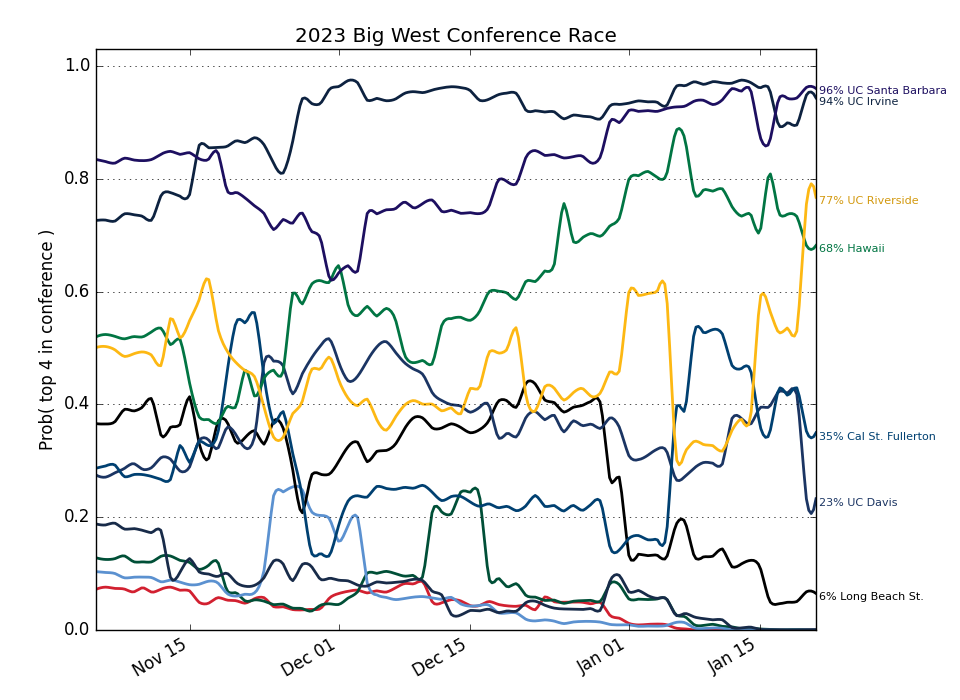 2023 Big West Conference Race
Prob( top 4 in conference )
1.0
0.8
0.6
0.4
0.2
0.0
Nov 15
Dec 01
Dec 15
Jan 01
Jan 15
96% UC Santa Barbara
94% UC Irvine
77% UC Riverside
68% Hawaii
35% Cal St. Fullerton
23% UC Davis
6% Long Beach St.